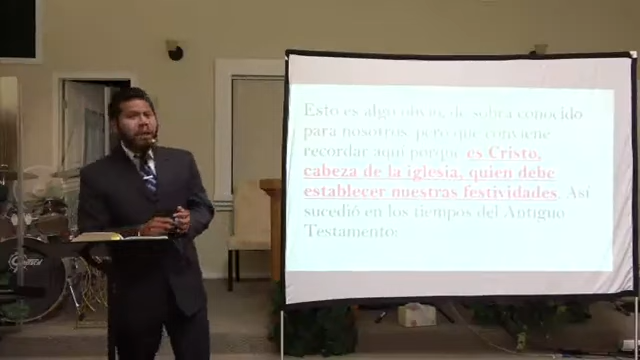 Esto es algo obvio, de sobra conocido
para nosotros, pero que conviene
recordar aquí porque es Cristo,
cabeza de la iglesia, quien debe
establecer nuestras festividades. Así
sucedió en los tiempos del Antiguo
Testamento: